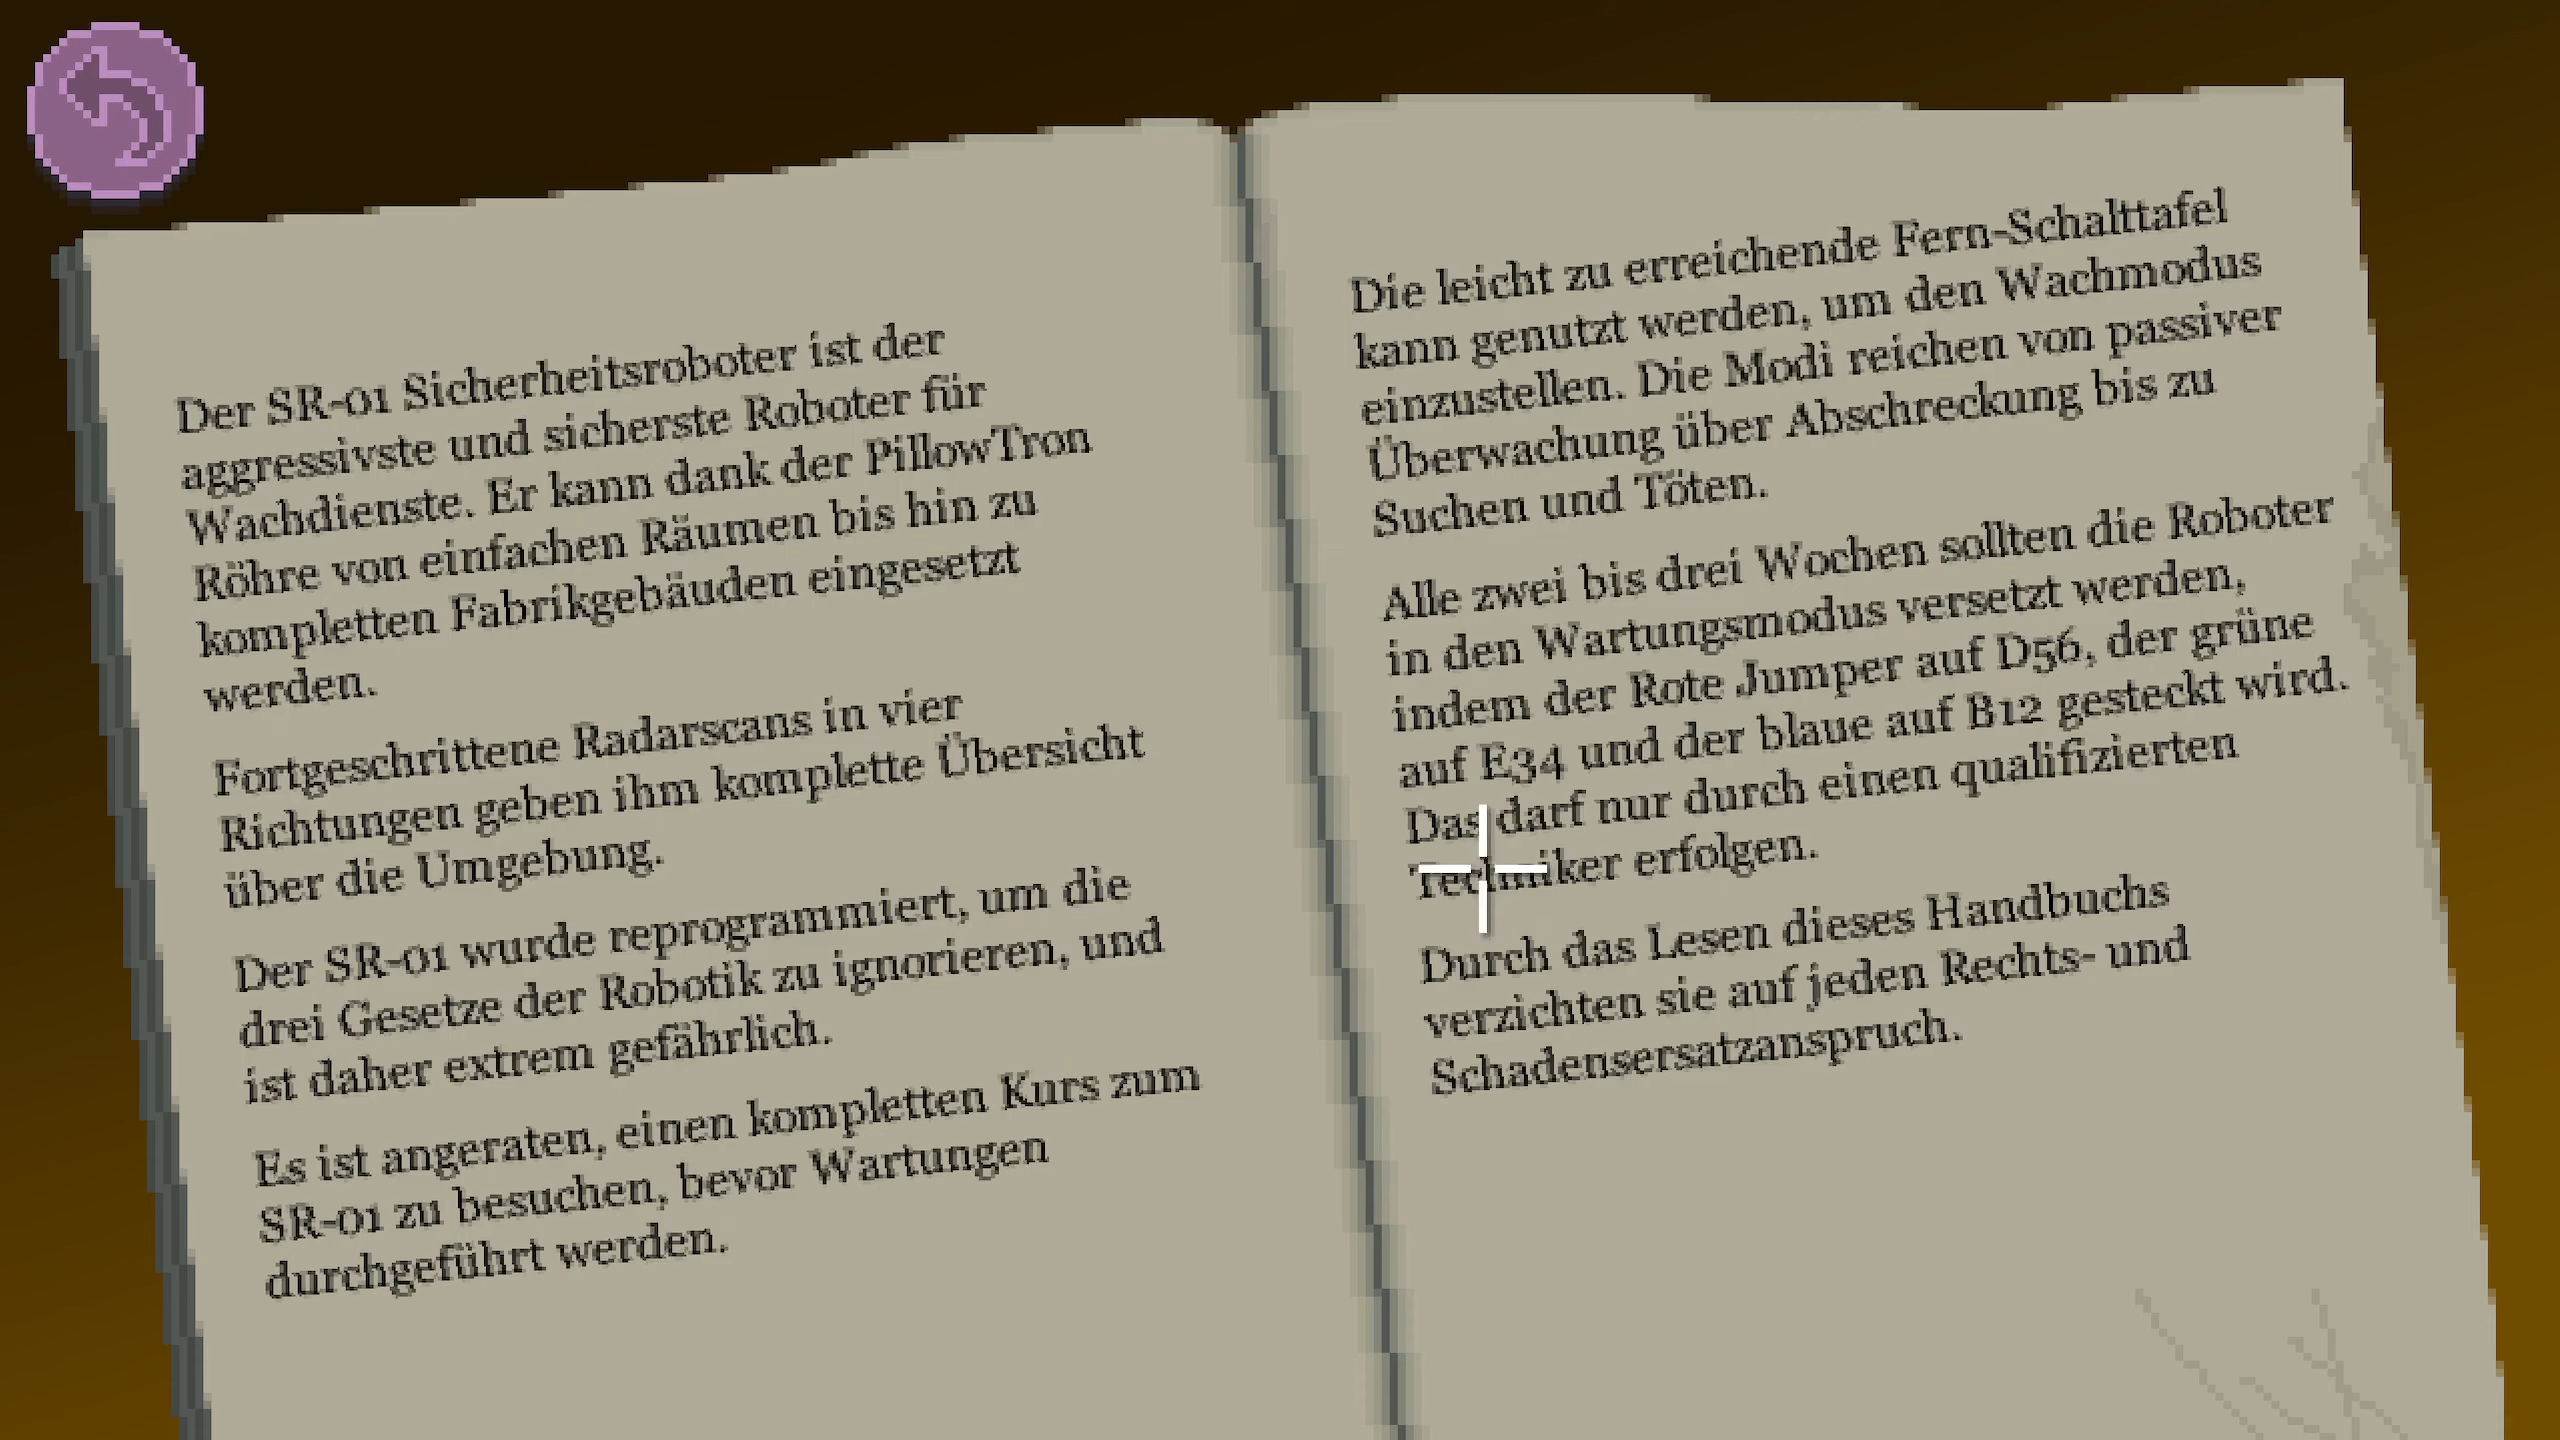 Der SR-01 Sicherheitsroboter ist der
aggressivste und sicherste Roboter für
Wachdienste. Er kann dank der PillowTron
Röhre von einfachen Räumen bis hin zu
kompletten Fabrikgebäuden eingesetzt
werden.
Fortgeschrittene Radarscans in vier
Richtungen geben ihm komplette Übersicht
über die Umgebung.
Der SR-01 wurde reprogrammiert, um die
drei Gesetze der Robotik zu ignorieren, und
ist daher extrem gefährlich.
Es ist angeraten, einen kompletten Kurs zum
SR-01 zu besuchen, bevor Wartungen
durchgeführt werden.
Die leicht zu erreichende Fern-Schalttafel
kann genutzt werden, um den Wachmodus
einzustellen. Die Modi reichen von passiver
Überwachung über Abschreckung bis zu
Suchen und Töten.
Alle zwei bis drei Wochen sollten die Roboter
in den Wartungsmodus versetzt werden,
indem der Rote Jumper auf D56, der grüne
auf E34 und der blaue auf B12 gesteckt wird.
Das darf nur durch einen qualifizierten
Techniker erfolgen.
Durch das Lesen dieses Handbuchs
verzichten sie auf jeden Rechts- und
Schadensersatzanspruch.